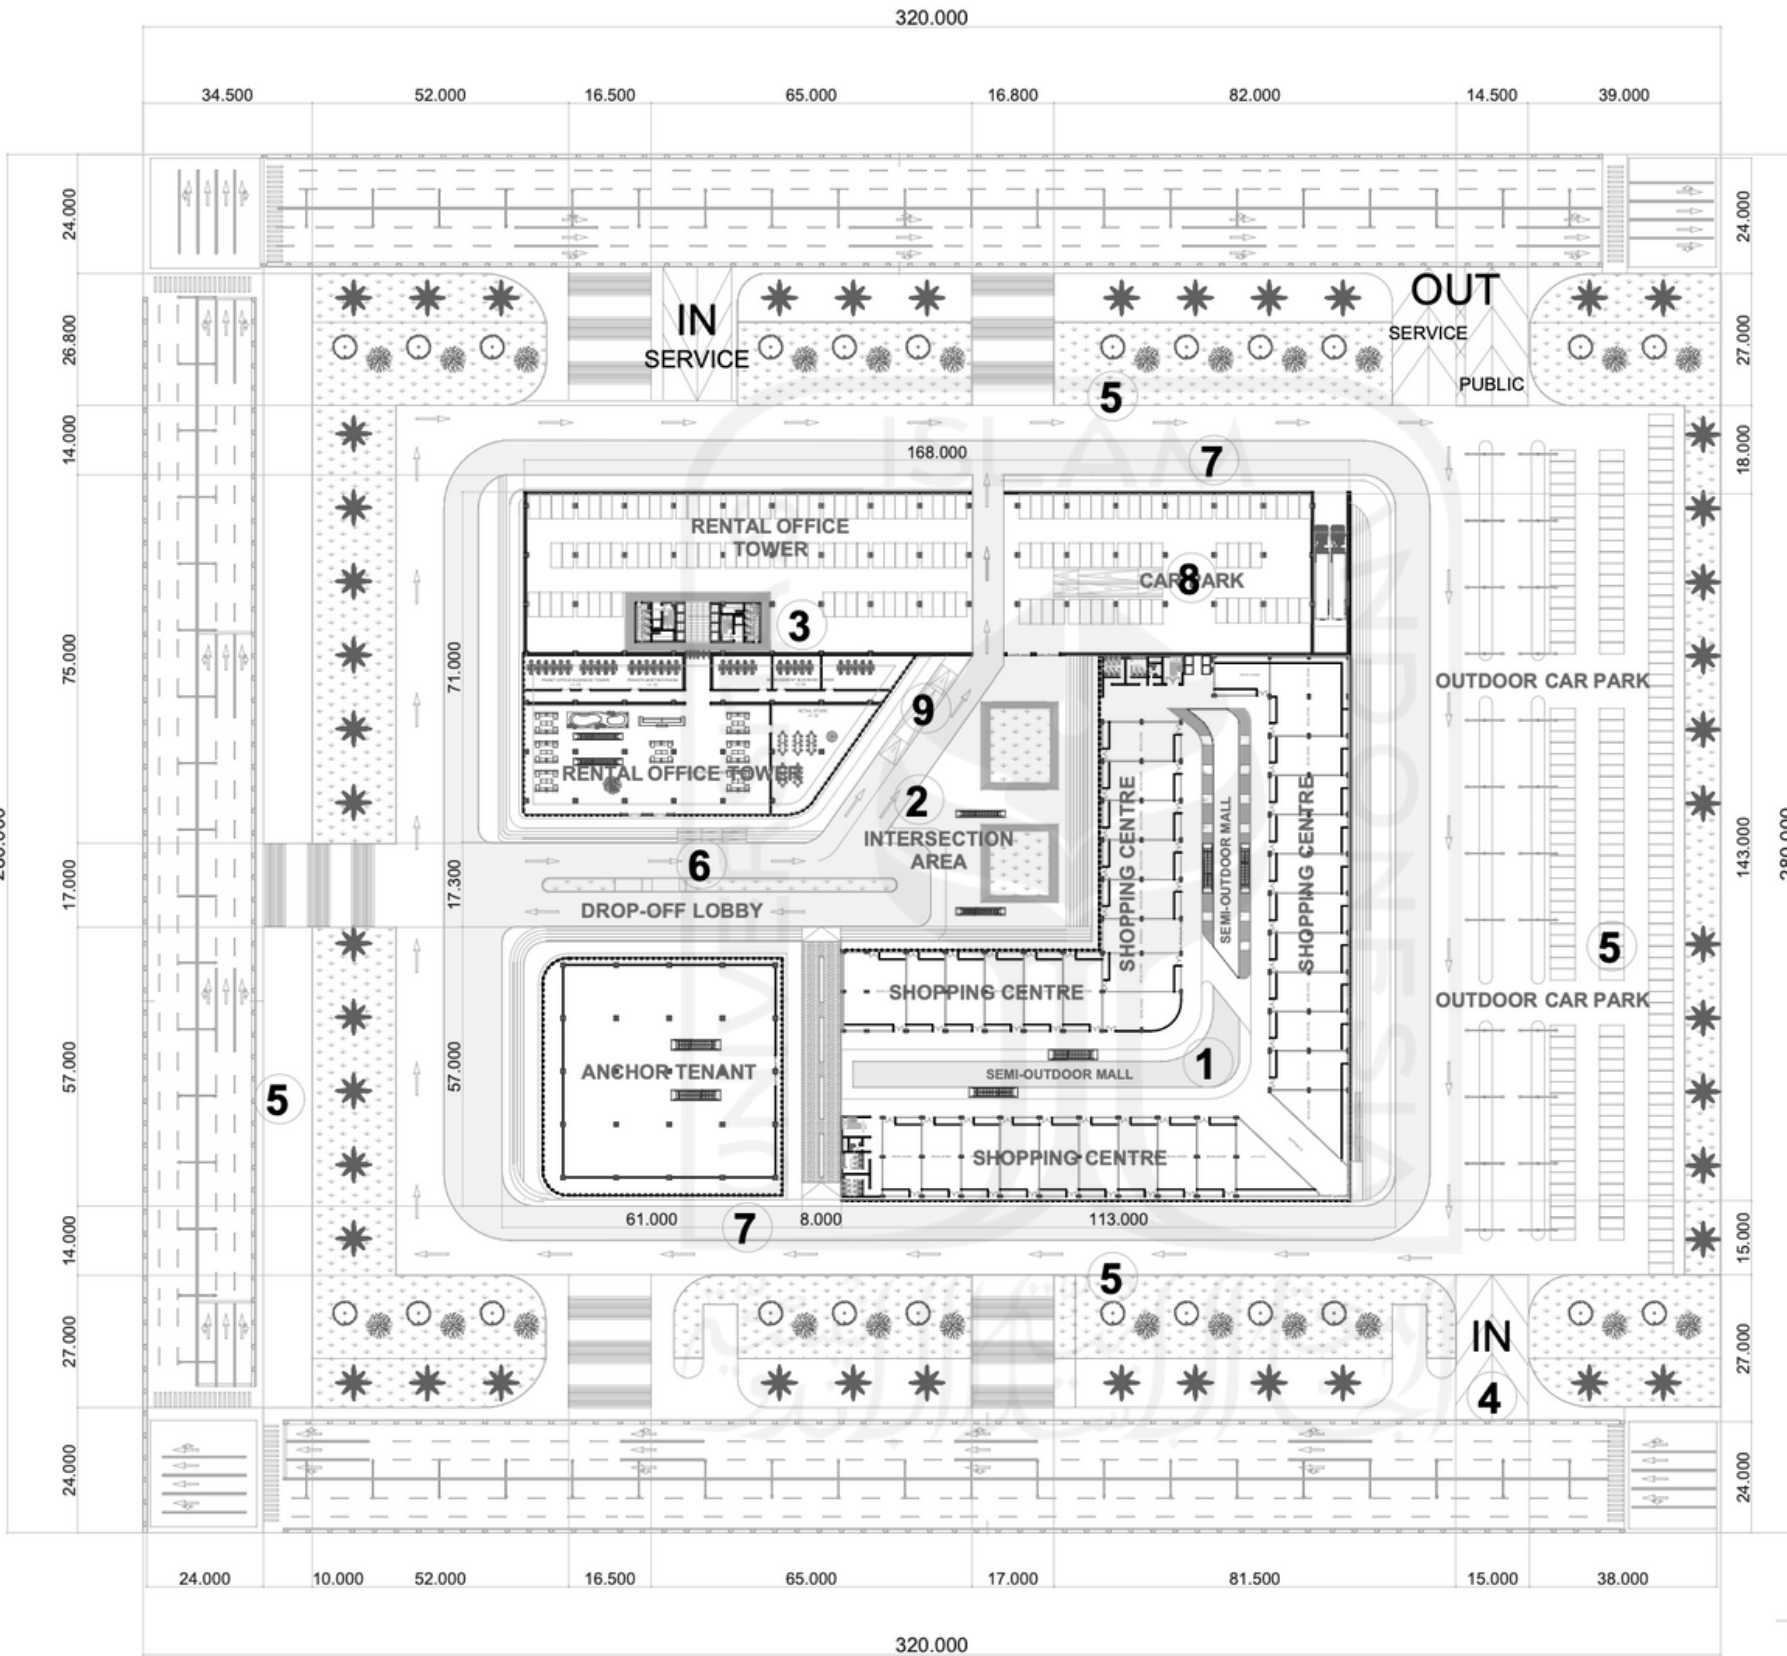 320.000
34.500 52.000 16.500 65.000 16.800 82.000 14.500 39.000
24.000
24.000
OUT
IN
SERVICE
SERVICE
26.800
27.000
PUBLIC
5
14.000
18.000
ISLAM
168.000
7
RENTAL OFFICE
TOWER
8
CAR PARK
3
75.000
71.000
OUTDOOR CAR PARK
9
RENTAL OFFICE TOWER
2
INTERSECTION
AREA
SHOPPING CENTRE
SEMI-OUTDOOR MALL
SHOPPING CENTRE
143.000
17.000
17.300
6
DROP-OFF LOBBY
5
SHOPPING CENTRE
OUTDOOR CAR PARK
57.000
57.000
ANCHOR TENANT
1
SEMI-OUTDOOR MALL
5
SHOPPING CENTRE
61.000 8.000 113.000
7
14.000
15.000
5
27.000
27.000
IN
4
24.000
24.000
24.000 10.000 52.000 16.500 65.000 17.000 81.500 15.000 38.000
320.000
UNIVERSITAS
INDONESIA